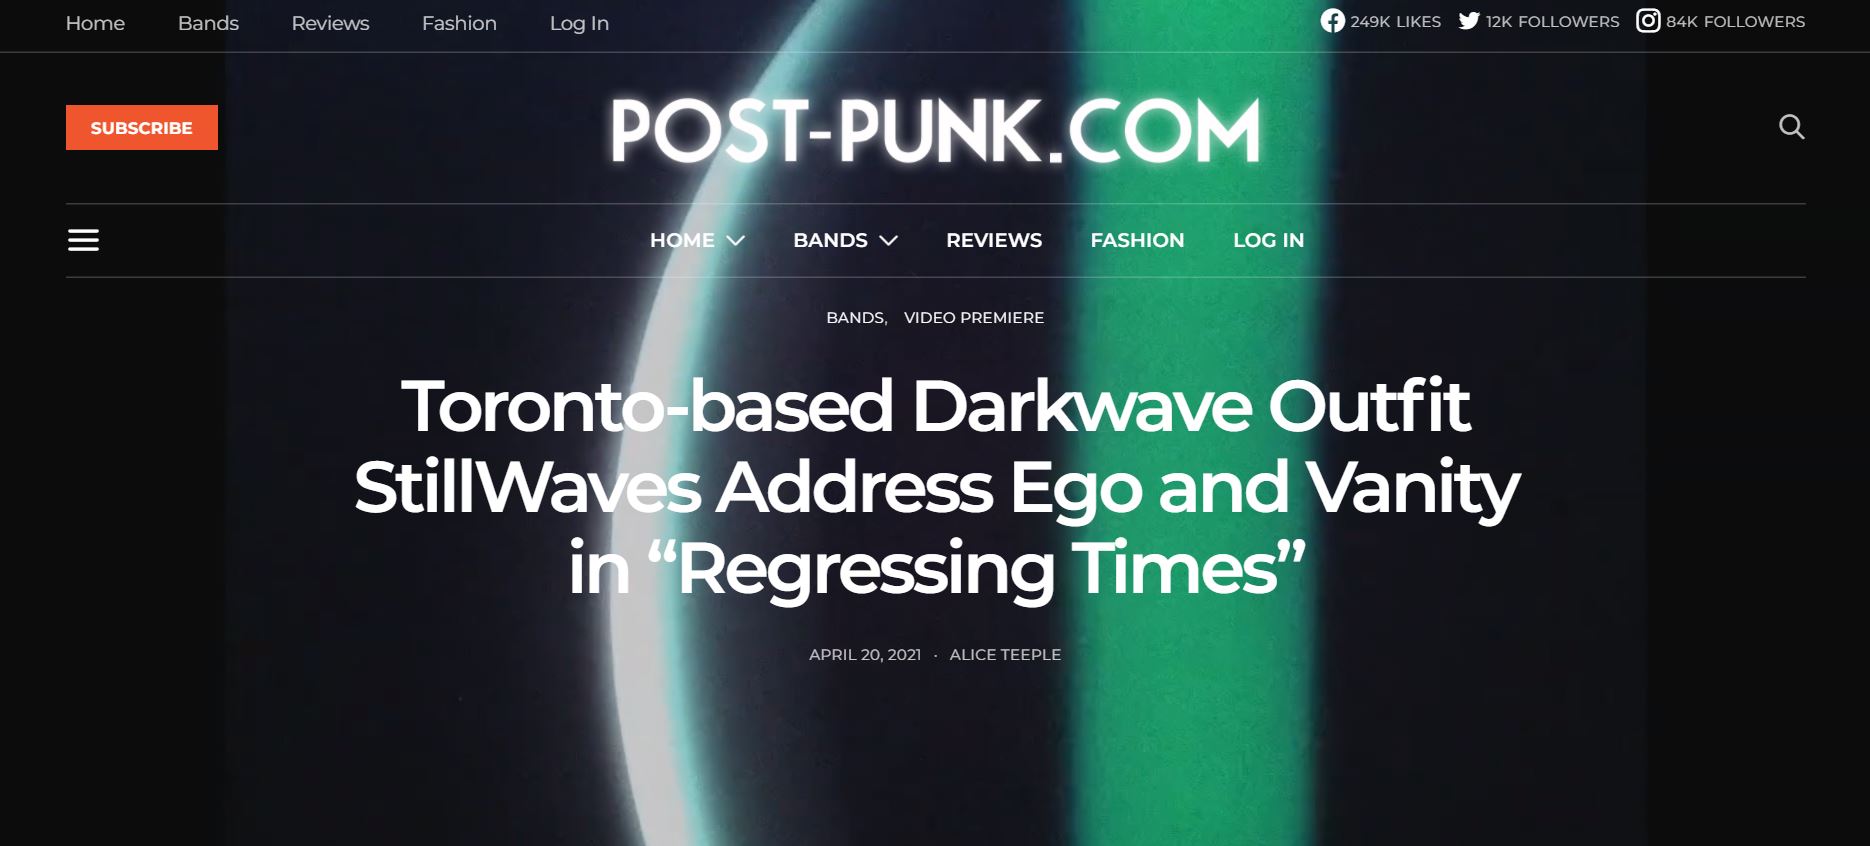 Home Bands Reviews Fashion Log In 249K LIKES 12K FOLLOWERS 84K FOLLOWERS
SUBSCRIBE
POST-PUNK.COM
HOME BANDS REVIEWS FASHION LOG IN
BANDS, VIDEO PREMIERE
Toronto-based Darkwave Outfit
StillWaves Address Ego and Vanity
in “Regressing Times”
APRIL 20, 2021 · ALICE TEEPLE